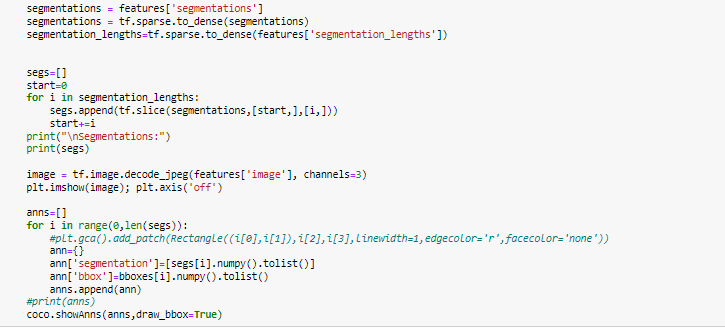 segmentations = features['segmentations']
segmentations = tf.sparse.to_dense(segmentations)
segmentation_lengths=tf.sparse.to_dense(features['segmentation_lengths'])
segs=[]
start=0
for i in segmentation_lengths:
    segs.append(tf.slice(segmentations,[start,],[i,]))
    start+=i
print("\nSegmentations:")
print(segs)
image = tf.image.decode_jpeg(features['image'], channels=3)
plt.imshow(image); plt.axis('off')
anns=[]
for i in range(0,len(segs)):
    #plt.gca().add_patch(Rectangle((i[0],i[1]),i[2],i[3],linewidth=1,edgecolor='r',facecolor='none'))
    ann={}
    ann['segmentation']=[segs[i].numpy().tolist()]
    ann['bbox']=bboxes[i].numpy().tolist()
    anns.append(ann)
#print(anns)
coco.showAnns(anns,draw_bbox=True)